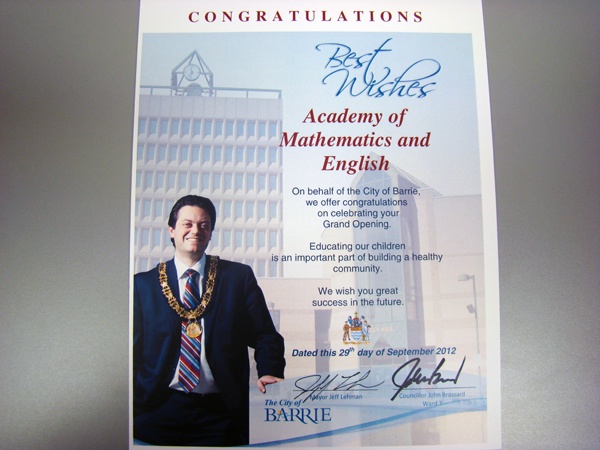 CONGRATULATIONS
Best
Wishes
Academy of
Mathematics and
English
On behalf of the City of Barrie,
we offer congratulations
on celebrating your
Grand Opening.
Educating our children
is an important part of building a healthy
community.
We wish you great
success in the future.
Dated this 29th day of September 2012
Mayor Jeff Lehman
Councillor John Brassard
Ward 7
The City of
BARRIE